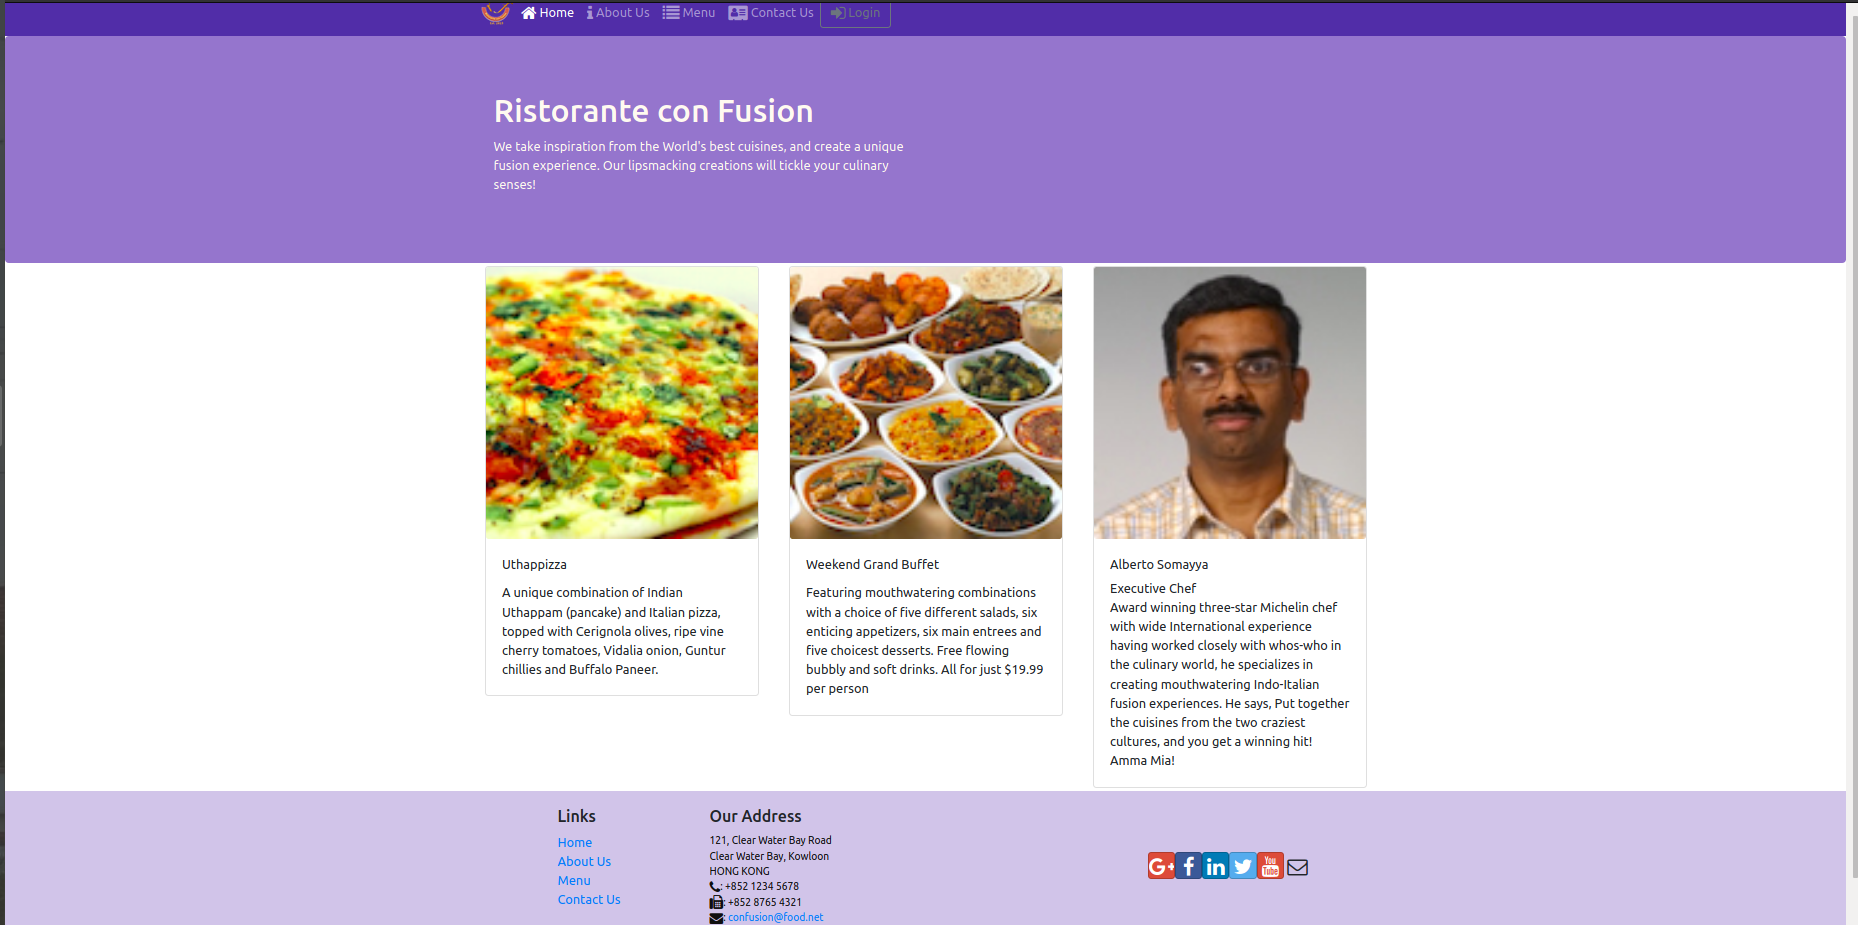 Home About Us Menu Contact Us Login
Ristorante con Fusion
We take inspiration from the World's best cuisines, and create a unique
fusion experience. Our lipsmacking creations will tickle your culinary
senses!
Uthappizza
A unique combination of Indian
Uthappam (pancake) and Italian pizza,
topped with Cerignola olives, ripe vine
cherry tomatoes, Vidalia onion, Guntur
chillies and Buffalo Paneer.
Weekend Grand Buffet
Featuring mouthwatering combinations
with a choice of five different salads, six
enticing appetizers, six main entrees and
five choicest desserts. Free flowing
bubbly and soft drinks. All for just $19.99
per person
Alberto Somayya
Executive Chef
Award winning three-star Michelin chef
with wide International experience
having worked closely with whos-who in
the culinary world, he specializes in
creating mouthwatering Indo-Italian
fusion experiences. He says, Put together
the cuisines from the two craziest
cultures, and you get a winning hit!
Amma Mia!
Links
Home
About Us
Menu
Contact Us
Our Address
121, Clear Water Bay Road
Clear Water Bay, Kowloon
HONG KONG
: +852 1234 5678
: +852 8765 4321
: confusion@food.net
G+ f in You Tube